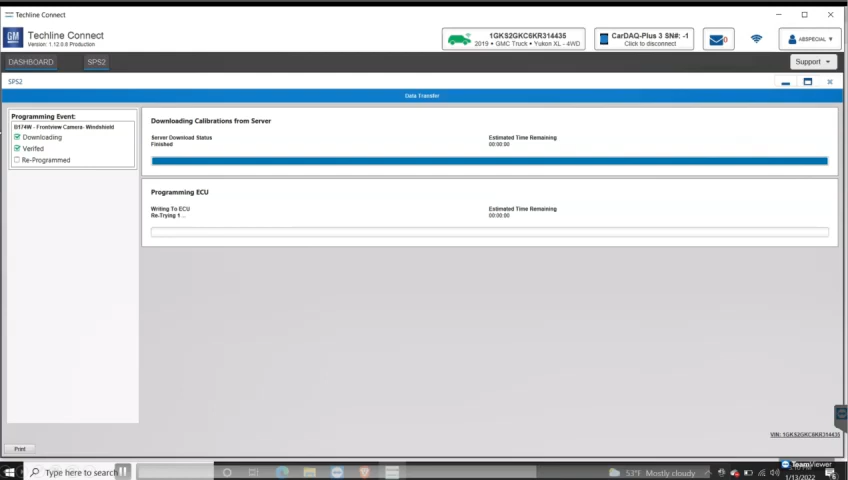 Techline Connect
GM
Techline Connect
Version: 1.12.0.8 Production
1GKS2GKC6KR314435
2019 • GMC Truck • Yukon XL - 4WD
CarDAQ-Plus 3 SN#: -1
Click to disconnect
ABSPECIAL
DASHBOARD
SPS2
Support
SPS2
Data Transfer
Programming Event:
B174W - Frontview Camera- Windshield
Downloading
Verifed
Re-Programmed
Downloading Calibrations from Server
Server Download Status
Finished
Estimated Time Remaining
00:00:00
Programming ECU
Writing To ECU
Re-Trying 1 ..
Estimated Time Remaining
00:00:00
VIN: 1GKS2GKC6KR314435
Print
Type here to search
53°F Mostly cloudy
TeamViewer
1/13/2022